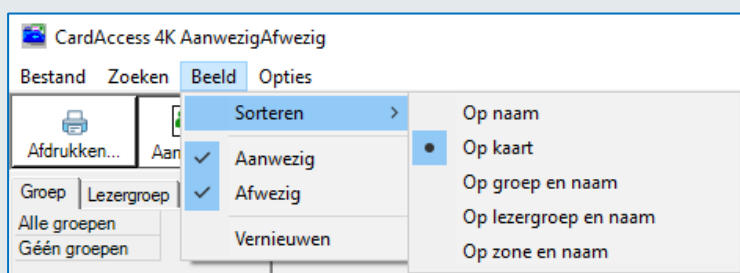 CardAccess 4K AanwezigAfwezig
Bestand Zoeken Beeld Opties
Afdrukken...
Sorteren
Aanwezig
Afwezig
Vernieuwen
Op naam
Op kaart
Op groep en naam
Op lezergroep en naam
Op zone en naam
Groep Lezergroep
Alle groepen
Géén groepen